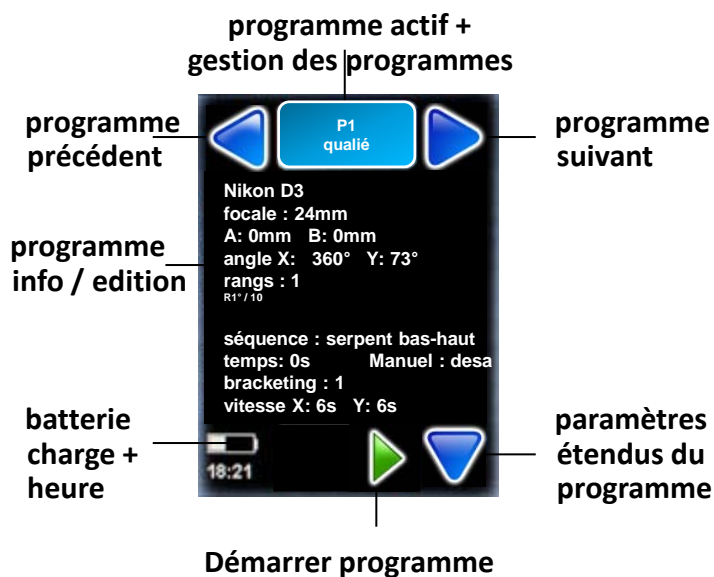 programme actif +
gestion des programmes
programme
précédent
P1
qualié
programme
suivant
Nikon D3
focale : 24mm
A: 0mm B: 0mm
angle X: 360° Y: 73°
rangs : 1
R1° / 10
programme
info / edition
séquence : serpent bas-haut
temps: 0s Manuel : desa
bracketing : 1
vitesse X: 6s Y: 6s
batterie
charge +
heure
18:21
paramètres
étendus du
programme
Démarrer programme